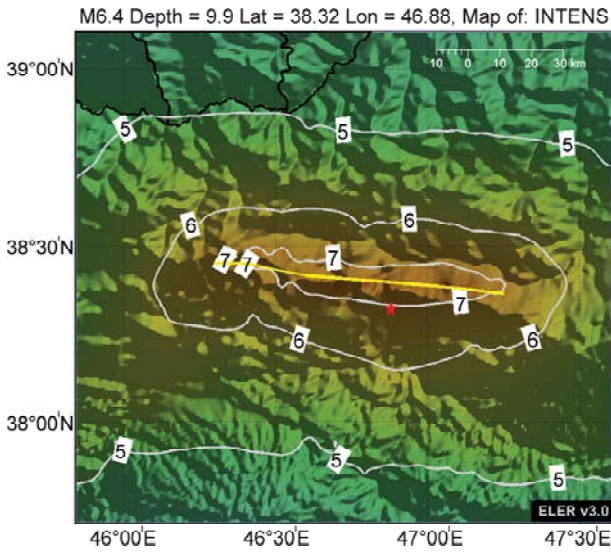 M6.4 Depth = 9.9 Lat = 38.32 Lon = 46.88, Map of: INTENS
10 0 10 20 30 km
39°00'N
5
5
5
6
6
38°30'N
7
7
7
7
6
6
38°00'N
5
5
5
ELER v3.0
46°00'E 46°30'E 47°00'E 47°30'E